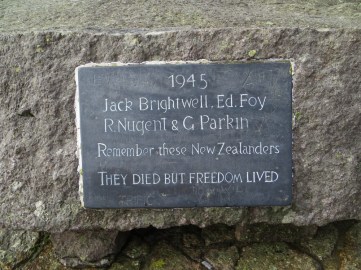 1945
Jack Brightwell. Ed. Foy
R. Nugent & G Parkin
Remember these New Zealanders
THEY DIED BUT FREEDOM LIVED